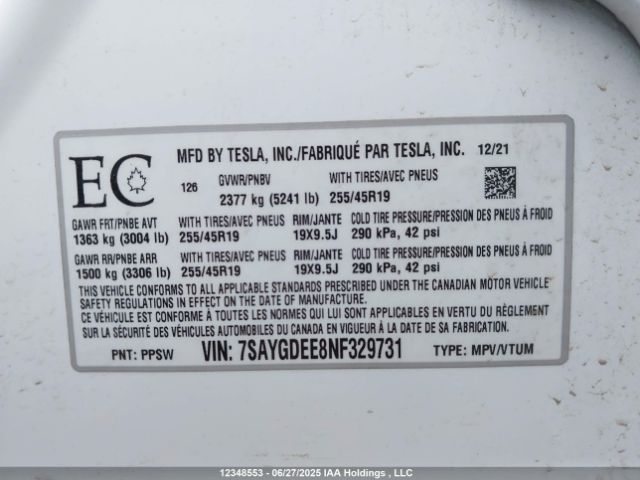 MFD BY TESLA, INC./FABRIQUÉ PAR TESLA, INC. 12/21
EC
126
GVWR/PNBV WITH TIRES/AVEC PNEUS
2377 kg (5241 lb) 255/45R19
GAWR FRT/PNBE AVT WITH TIRES/AVEC PNEUS RIM/JANTE COLD TIRE PRESSURE/PRESSION DES PNEUS À FROID
1363 kg (3004 lb) 255/45R19 19X9.5J 290 kPa, 42 psi
GAWR RR/PNBE ARR WITH TIRES/AVEC PNEUS RIM/JANTE COLD TIRE PRESSURE/PRESSION DES PNEUS À FROID
1500 kg (3306 lb) 255/45R19 19X9.5J 290 kPa, 42 psi
THIS VEHICLE CONFORMS TO ALL APPLICABLE STANDARDS PRESCRIBED UNDER THE CANADIAN MOTOR VEHICLE
SAFETY REGULATIONS IN EFFECT ON THE DATE OF MANUFACTURE.
CE VÉHICULE EST CONFORME À TOUTES LES NORMES QUI LUI SONT APPLICABLES EN VERTU DU RÈGLEMENT
SUR LA SÉCURITÉ DES VÉHICULES AUTOMOBILES DU CANADA EN VIGUEUR À LA DATE DE SA FABRICATION.
PNT: PPSW VIN: 7SAYGDEE8NF329731 TYPE: MPV/VTUM
12348553 — 06/27/2025 IAA Holdings , LLC